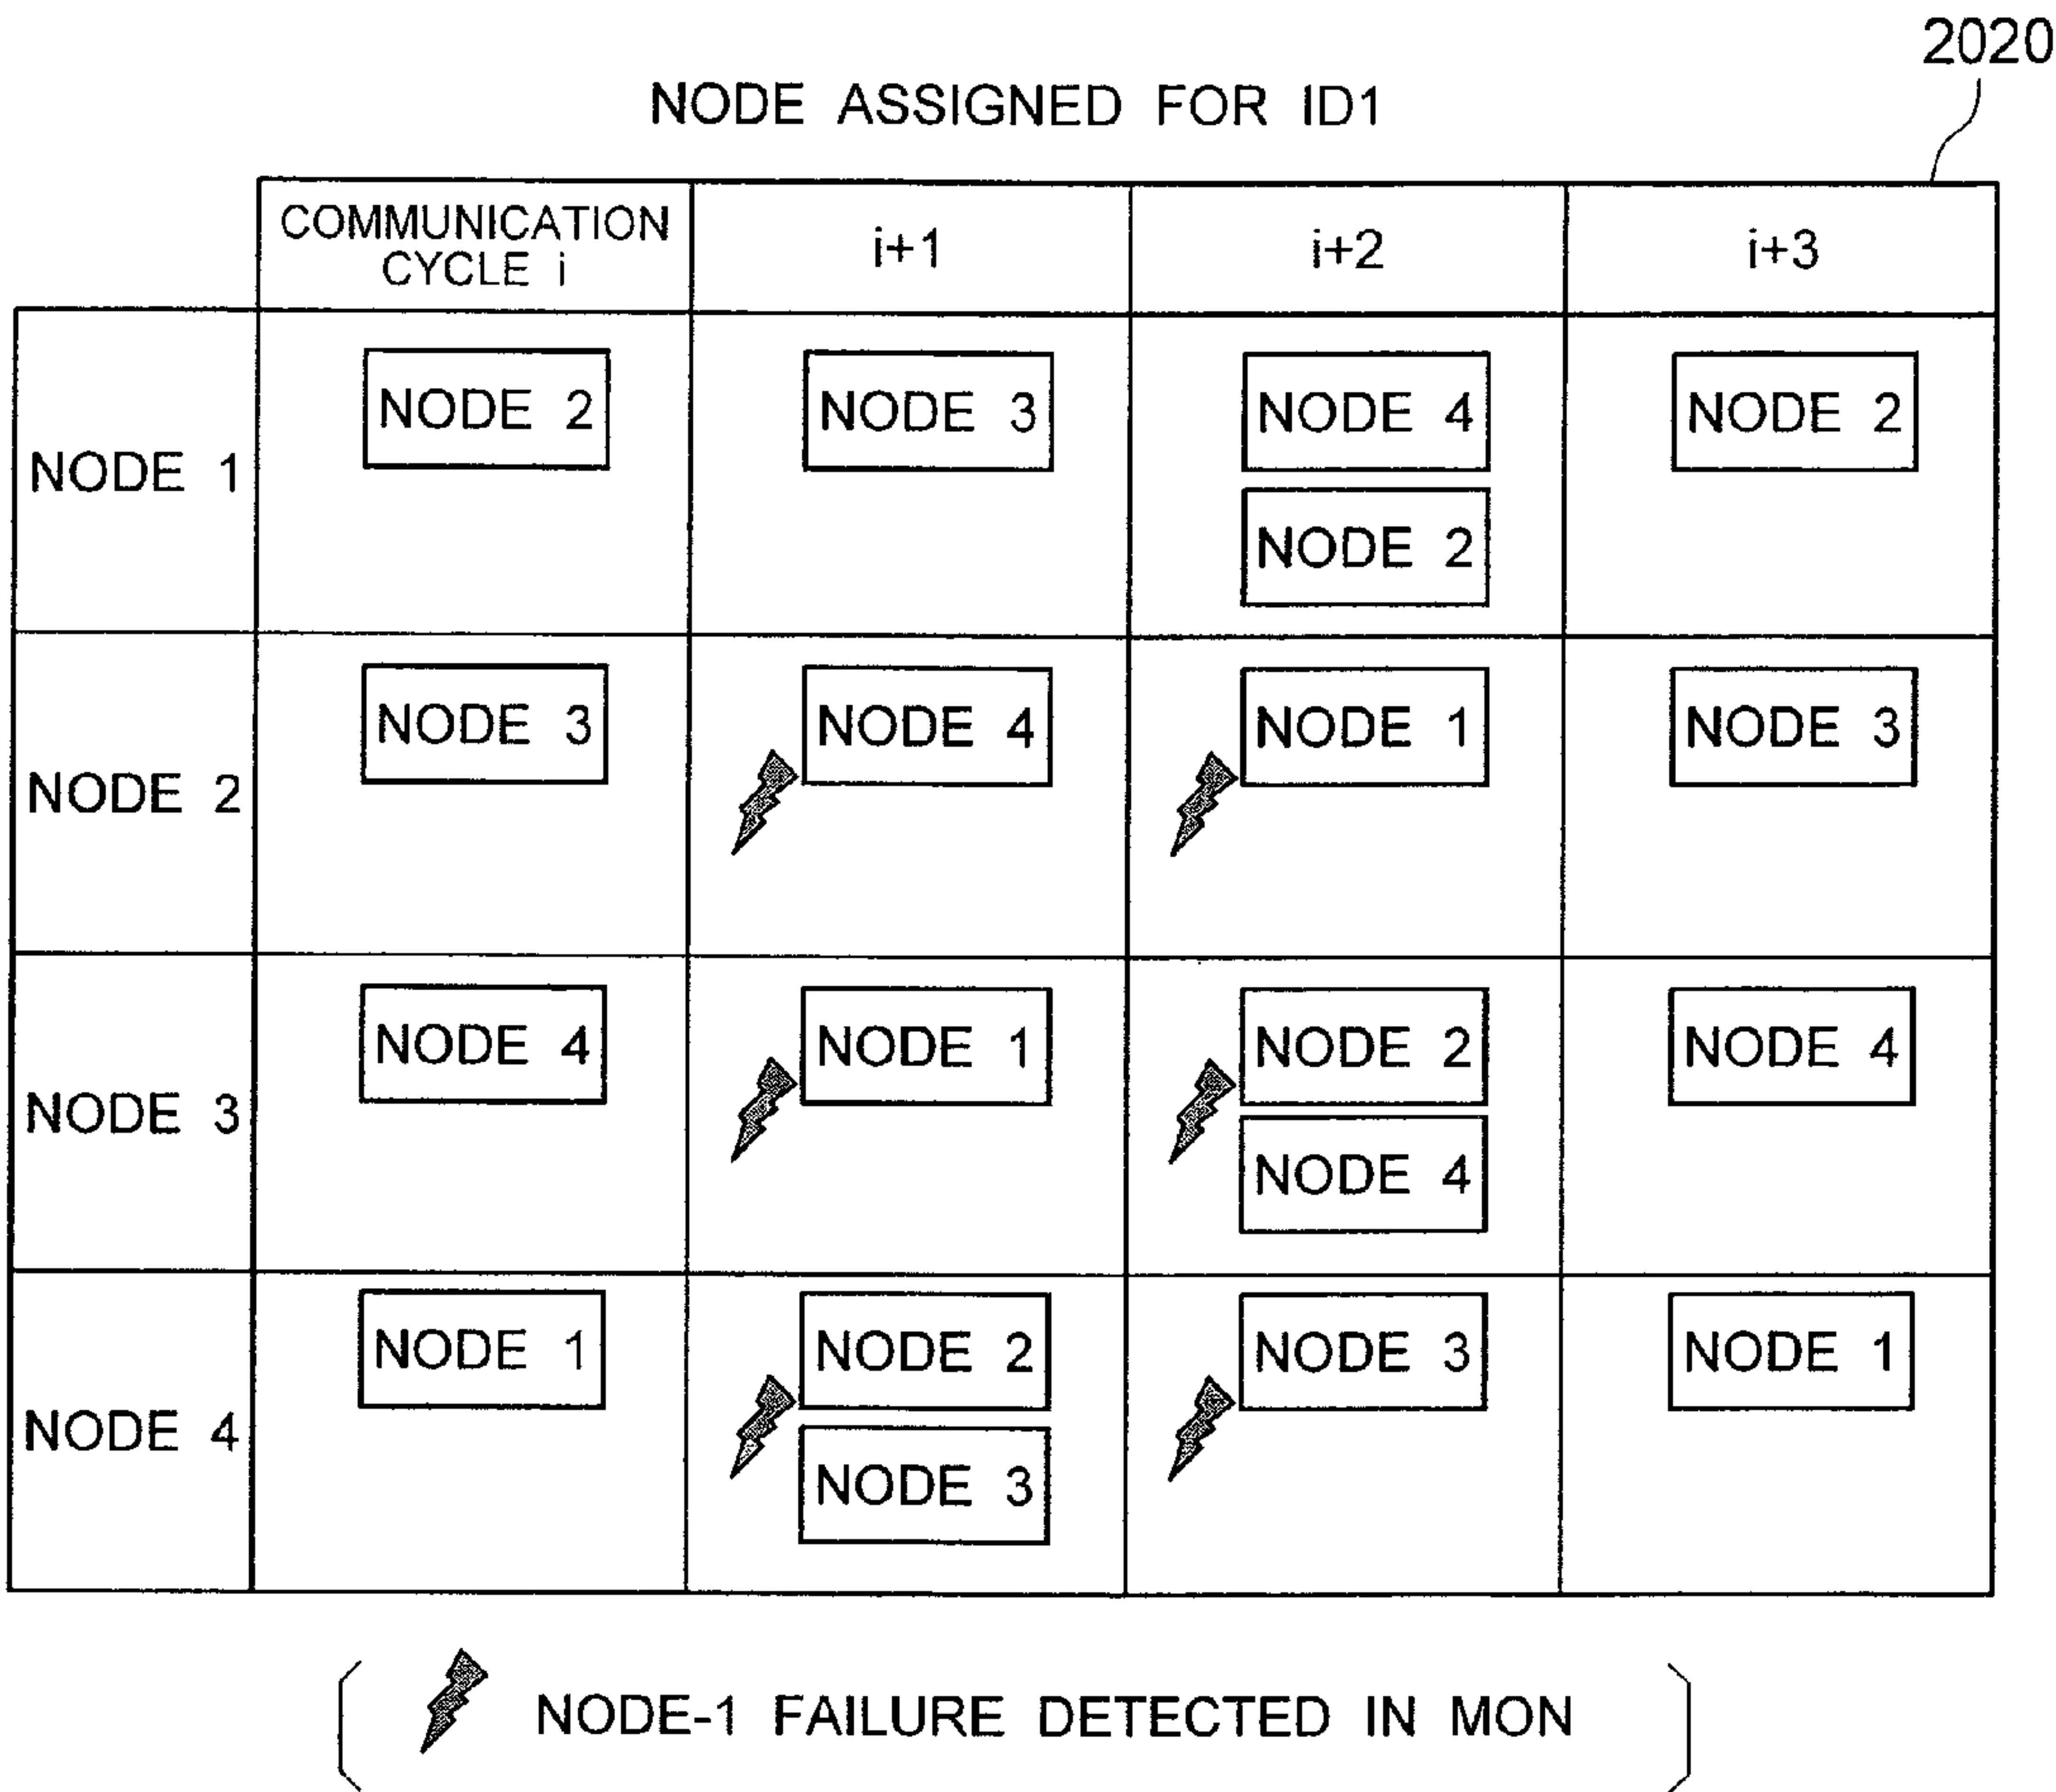 2020
NODE ASSIGNED FOR ID1
COMMUNICATION
CYCLE i
i+1
i+2
i+3
NODE 1
NODE 2
NODE 3
NODE 4
NODE 2
NODE 2
NODE 2
NODE 3
NODE 4
NODE 1
NODE 3
NODE 3
NODE 4
NODE 1
NODE 2
NODE 4
NODE 4
NODE 4
NODE 1
NODE 2
NODE 3
NODE 1
NODE 3
NODE-1 FAILURE DETECTED IN MON